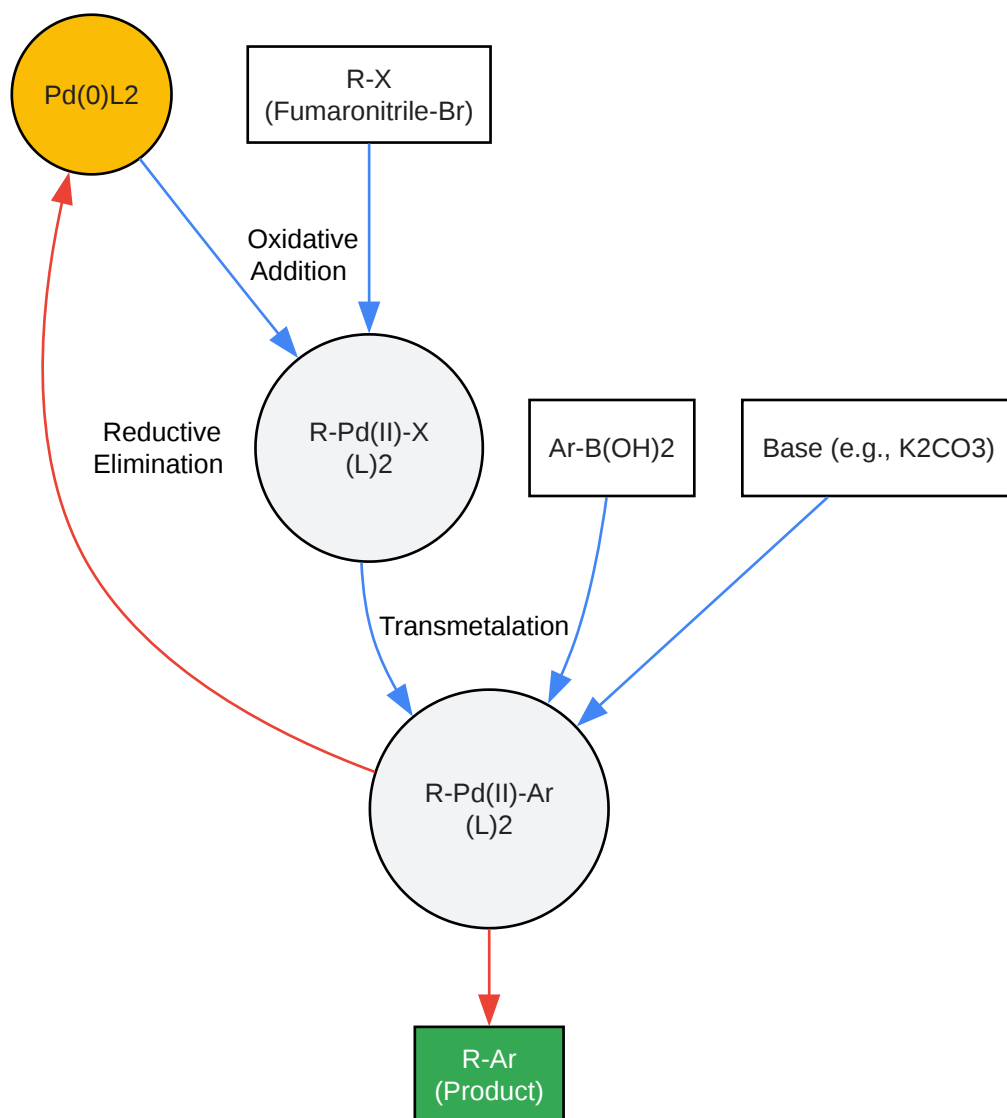 Pd(0)L2
R-X
(Fumaronitrile-Br)
Oxidative
Addition
Reductive
Elimination
R-Pd(II)-X
(L)2
Ar-B(OH)2
Base (e.g., K2CO3)
Transmetalation
R-Pd(II)-Ar
(L)2
R-Ar
(Product)